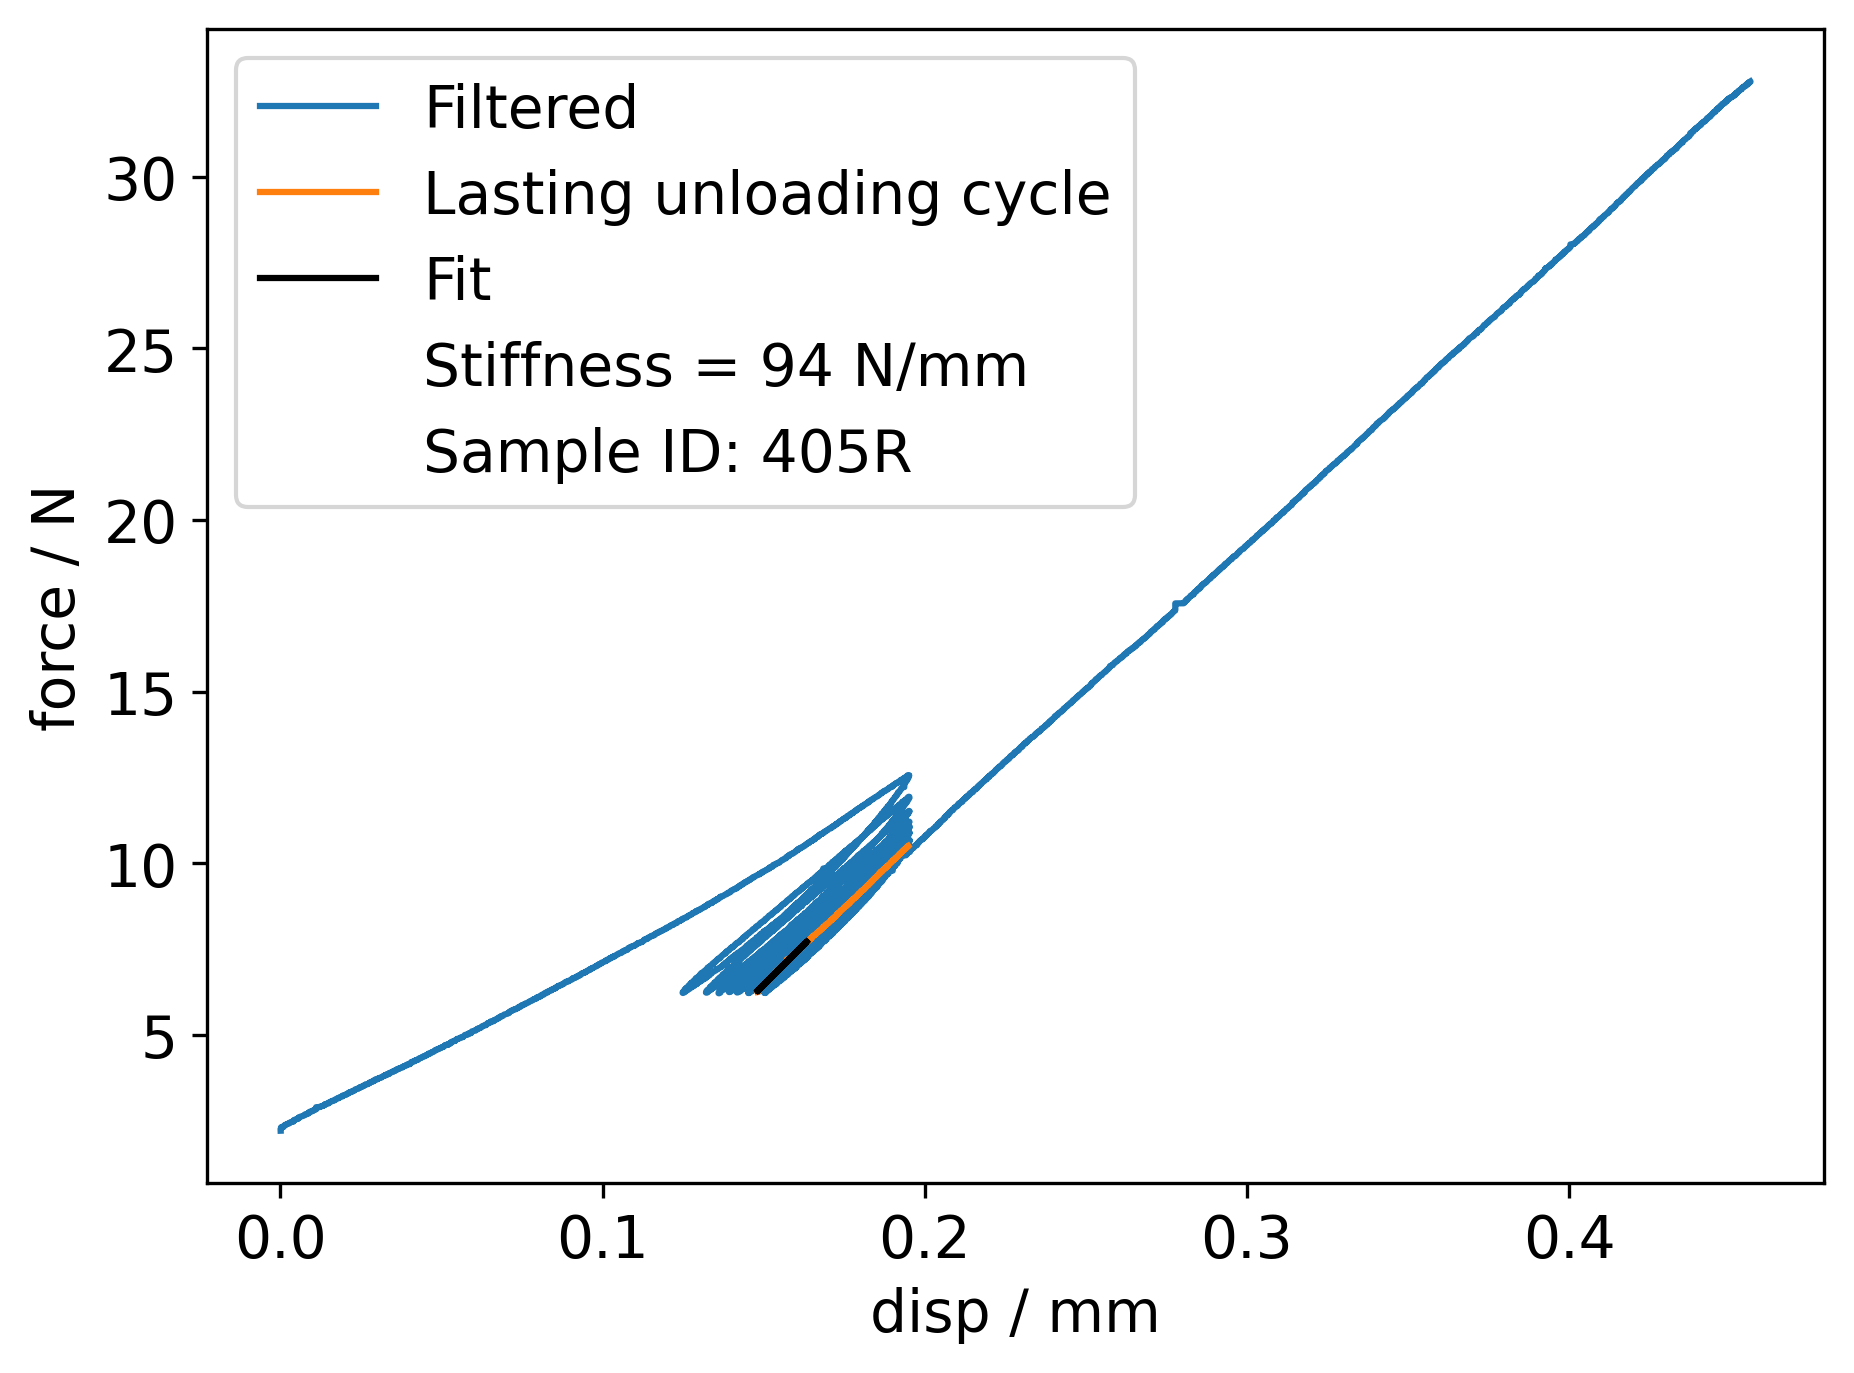 Filtered
Lasting unloading cycle
Fit
Stiffness = 94 N/mm
Sample ID: 405R
30
25
20
15
10
5
force / N
0.0 0.1 0.2 0.3 0.4
disp / mm